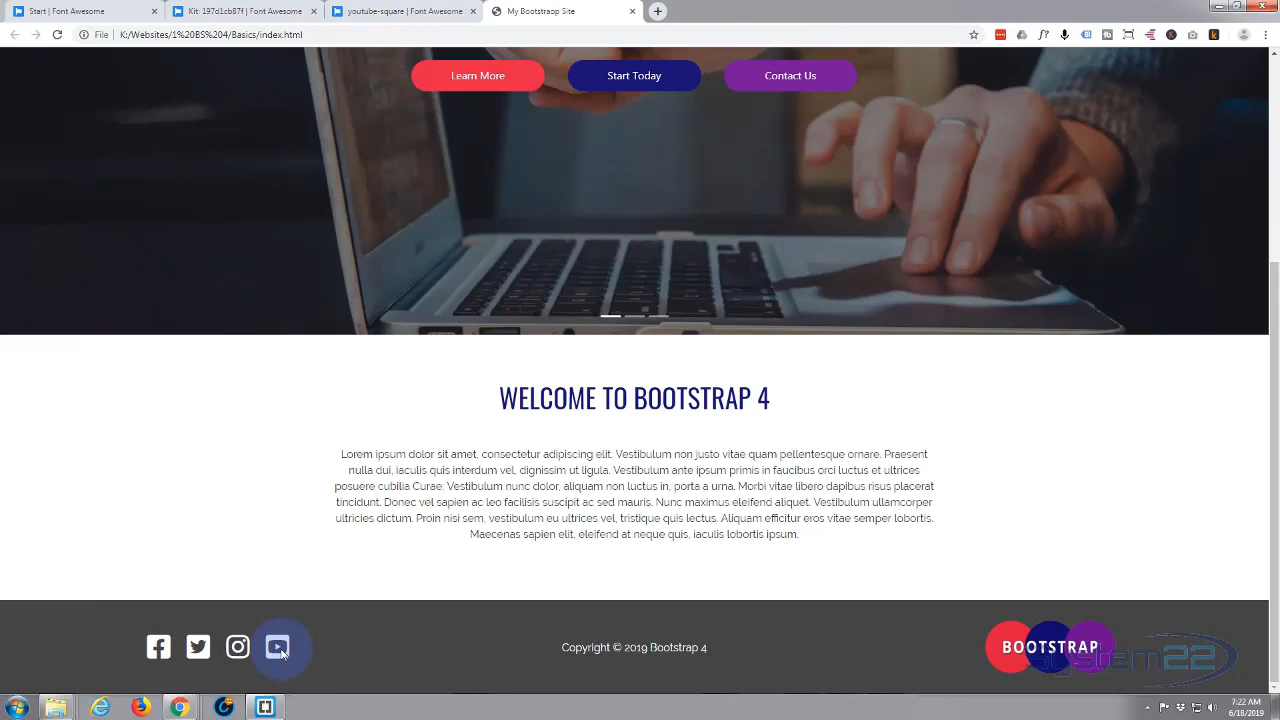 Start | Font Awesome
Kit: 197d1cb87f | Font Awesome
youtube-square | Font Awesome
My Bootstraop Site
File
K:/Websites/1%20BS%204/Basics/index.html
Learn More
Start Today
Contact Us
WELCOME TO BOOTSTRAP 4
Lorem ipsum dolor sit amet, consectetur adipiscing elit. Vestibulum non justo vitae quam pellentesque ornare. Praesent
nulla dui, iaculis quis interdum vel, dignissim ut ligula. Vestibulum ante ipsum primis in faucibus orci luctus et ultrices
posuere cubilia Curae; Vestibulum nunc dolor, aliquam non luctus in, porta a urna. Morbi vitae libero dapibus risus placerat
tincidunt. Donec vel sapien ac leo facilisis suscipit ac sed mauris. Nunc maximus eleifend aliquet. Vestibulum ullamcorper
ultricies dictum. Proin nisi sem, vestibulum eu ultrices vel, tristique quis lectus. Aliquam efficitur eros vitae semper lobortis.
Maecenas sapien elit, eleifend at neque quis, iaculis lobortis ipsum.
Copyright © 2019 Bootstrap 4
BOOTSTRAP
system22
7:22 AM
6/18/2019